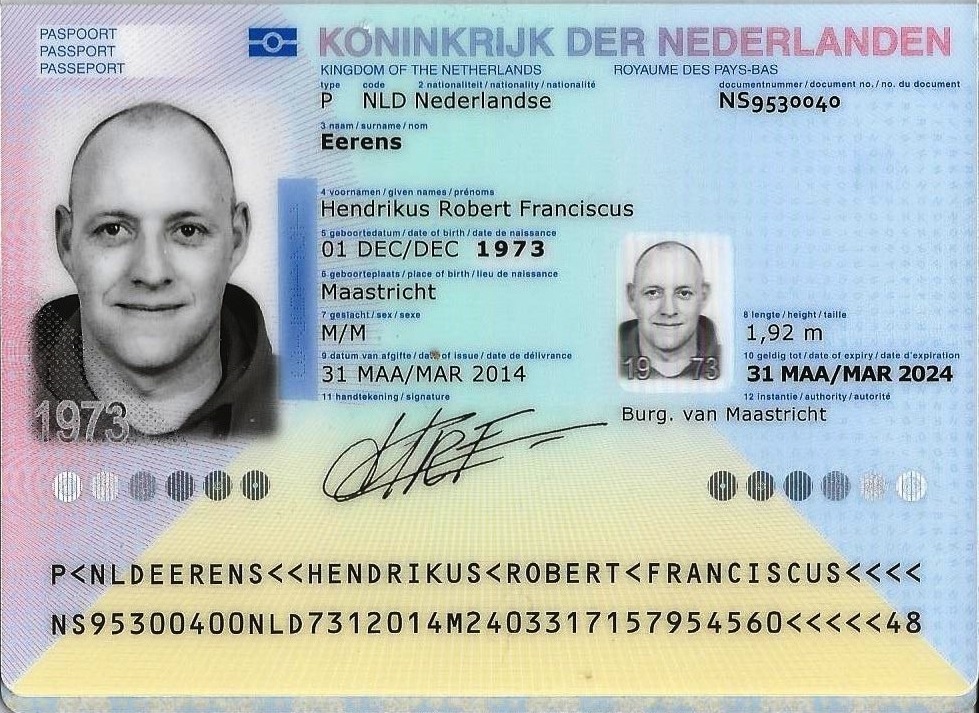 PASPOORT
PASSPORT
PASSEPORT
KONINKRIJK DER NEDERLANDEN
KINGDOM OF THE NETHERLANDS ROYAUME DES PAYS-BAS
type code 2 nationaliteit / nationality / nationalité documentnummer / document no. / no. du document
P NLD Nederlandse NS9530040
3 naam / surname / nom
Eerens
4 voornamen / given names / prénoms
Hendrikus Robert Franciscus
5 geboortedatum / date of birth / date de naissance
01 DEC/DEC 1973
6 geboorteplaats / place of birth / lieu de naissance
Maastricht
7 geslacht / sex / sexe 8 lengte / height / taille
M/M 1,92 m
9 datum van afgifte / date of issue / date de délivrance 10 geldig tot / date of expiry / date d'expiration
31 MAA/MAR 2014 31 MAA/MAR 2024
11 handtekening / signature 12 instantie / authority / autorité
Burg. van Maastricht
1973
19 73
P<NLDEERENS<<HENDRIKUS<ROBERT<FRANCISCUS<<<<
NS95300400NLD7312014M2403317157954560<<<<<48